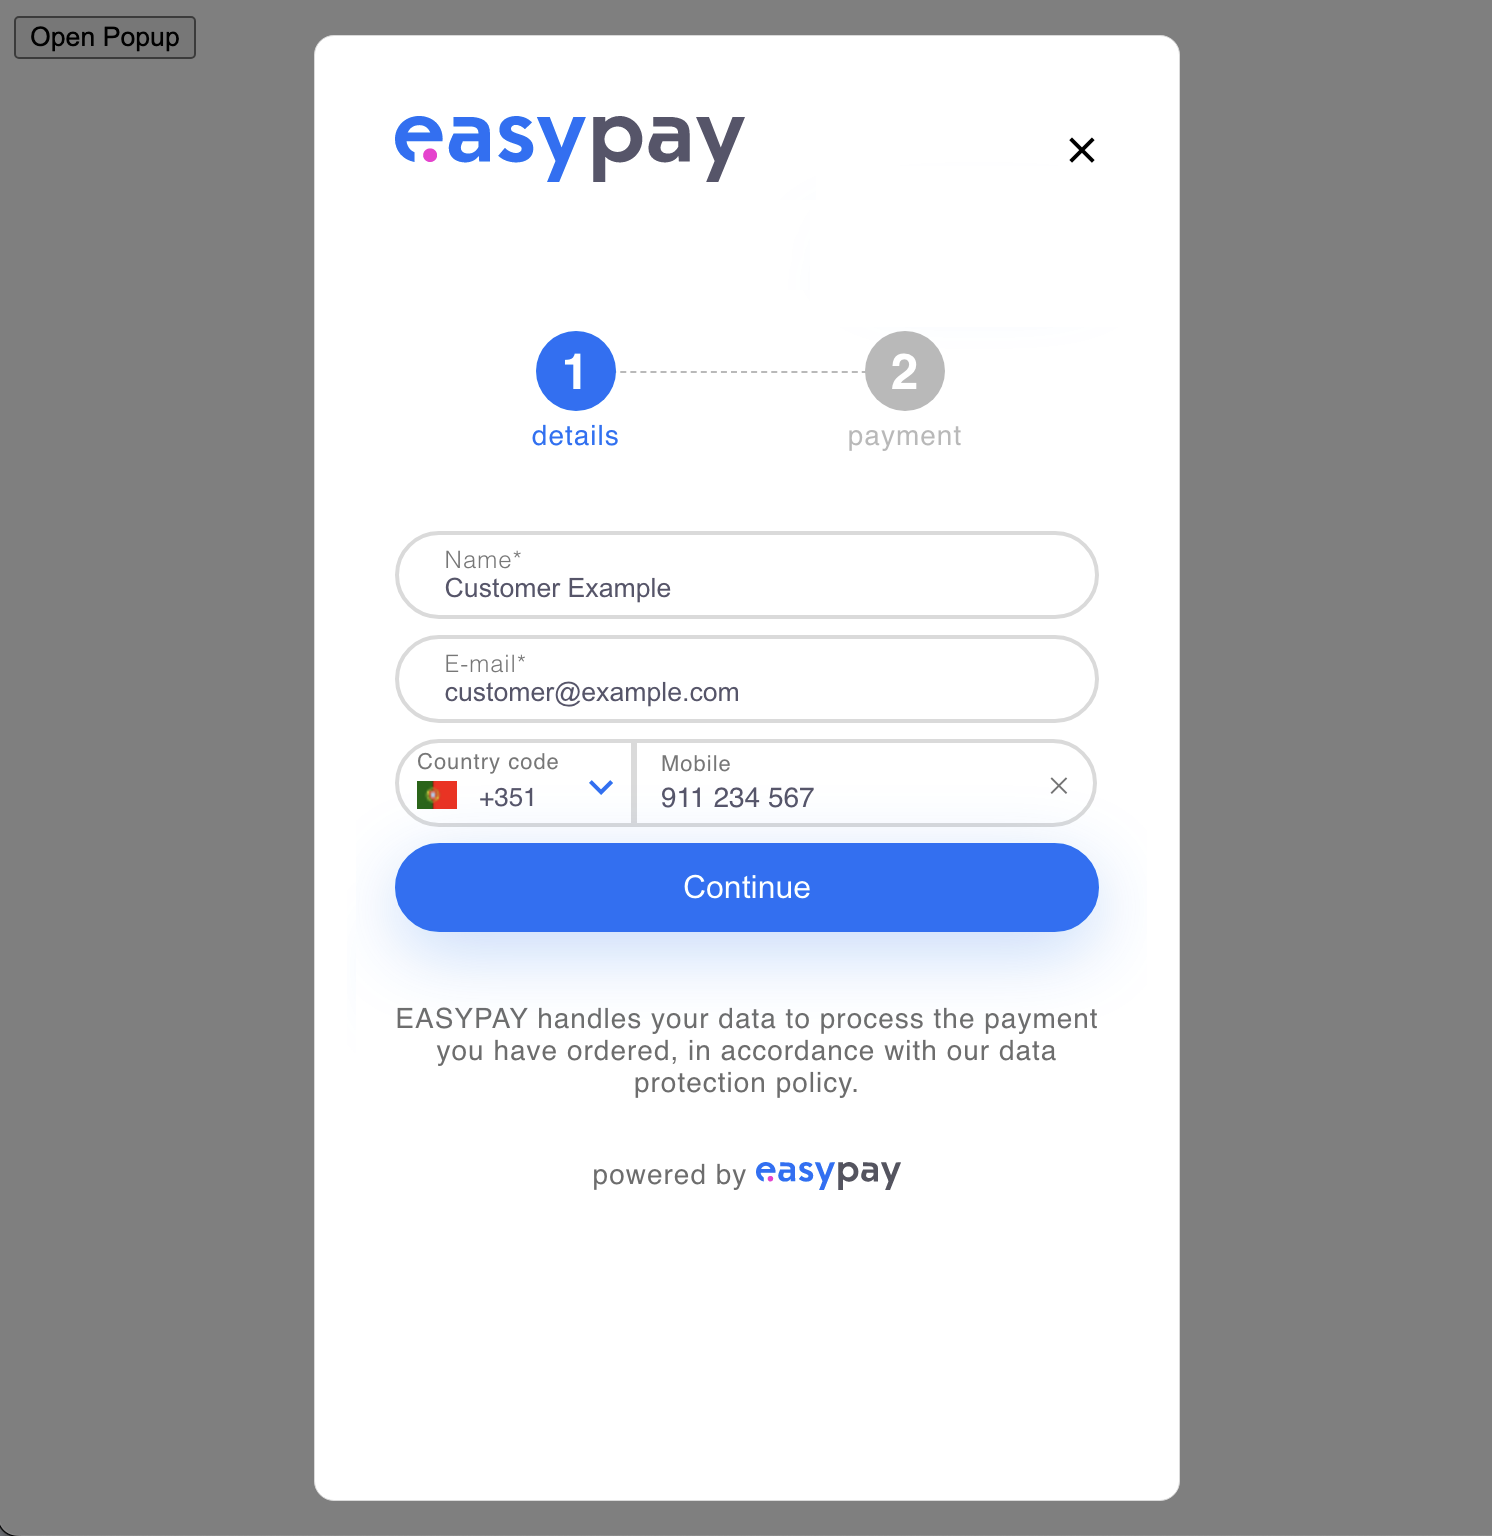 Open Popup
easypay
1
2
details
payment
Name*
Customer Example
E-mail*
customer@example.com
Country code
Mobile
+351
911 234 567
Continue
EASYPAY handles your data to process the payment
you have ordered, in accordance with our data
protection policy.
powered by easypay